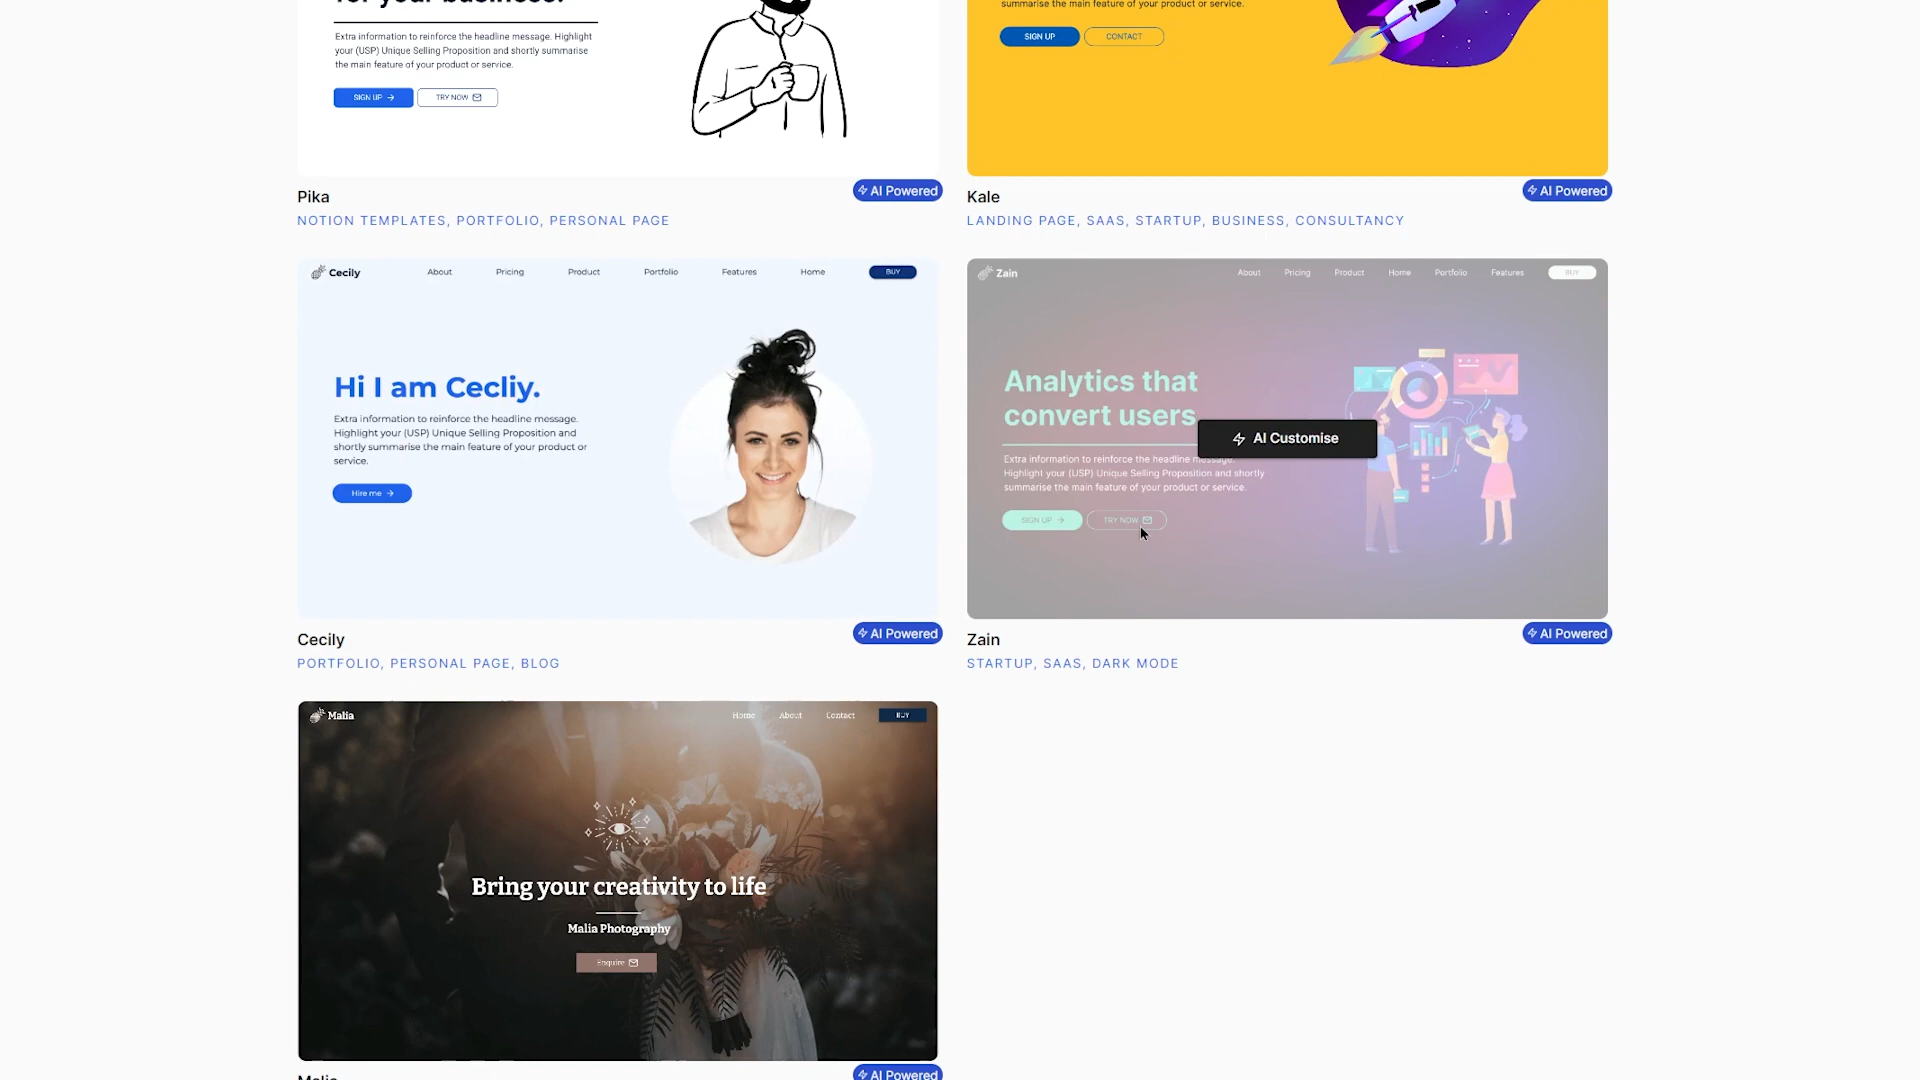 for your business.
Extra information to reinforce the headline message. Highlight
your (USP) Unique Selling Proposition and shortly summarise
the main feature of your product or service.
SIGN UP
TRY NOW
summarise the main feature of your product or service.
SIGN UP
CONTACT
Pika
AI Powered
NOTION TEMPLATES, PORTFOLIO, PERSONAL PAGE
Kale
AI Powered
LANDING PAGE, SAAS, STARTUP, BUSINESS, CONSULTANCY
Cecily
About
Pricing
Product
Portfolio
Features
Home
BUY
Hi I am Cecliy.
Extra information to reinforce the headline message.
Highlight your (USP) Unique Selling Proposition and
shortly summarise the main feature of your product or
service.
Hire me
Zain
About
Pricing
Product
Home
Portfolio
Features
BUY
Analytics that
convert users
AI Customise
Extra information to reinforce the headline message.
Highlight your (USP) Unique Selling Proposition and shortly
summarise the main feature of your product or service.
SIGN UP
TRY NOW
Cecily
AI Powered
PORTFOLIO, PERSONAL PAGE, BLOG
Zain
AI Powered
STARTUP, SAAS, DARK MODE
Malia
Home
About
Contact
BUY
Bring your creativity to life
Malia Photography
Enquire
Malia
AI Powered